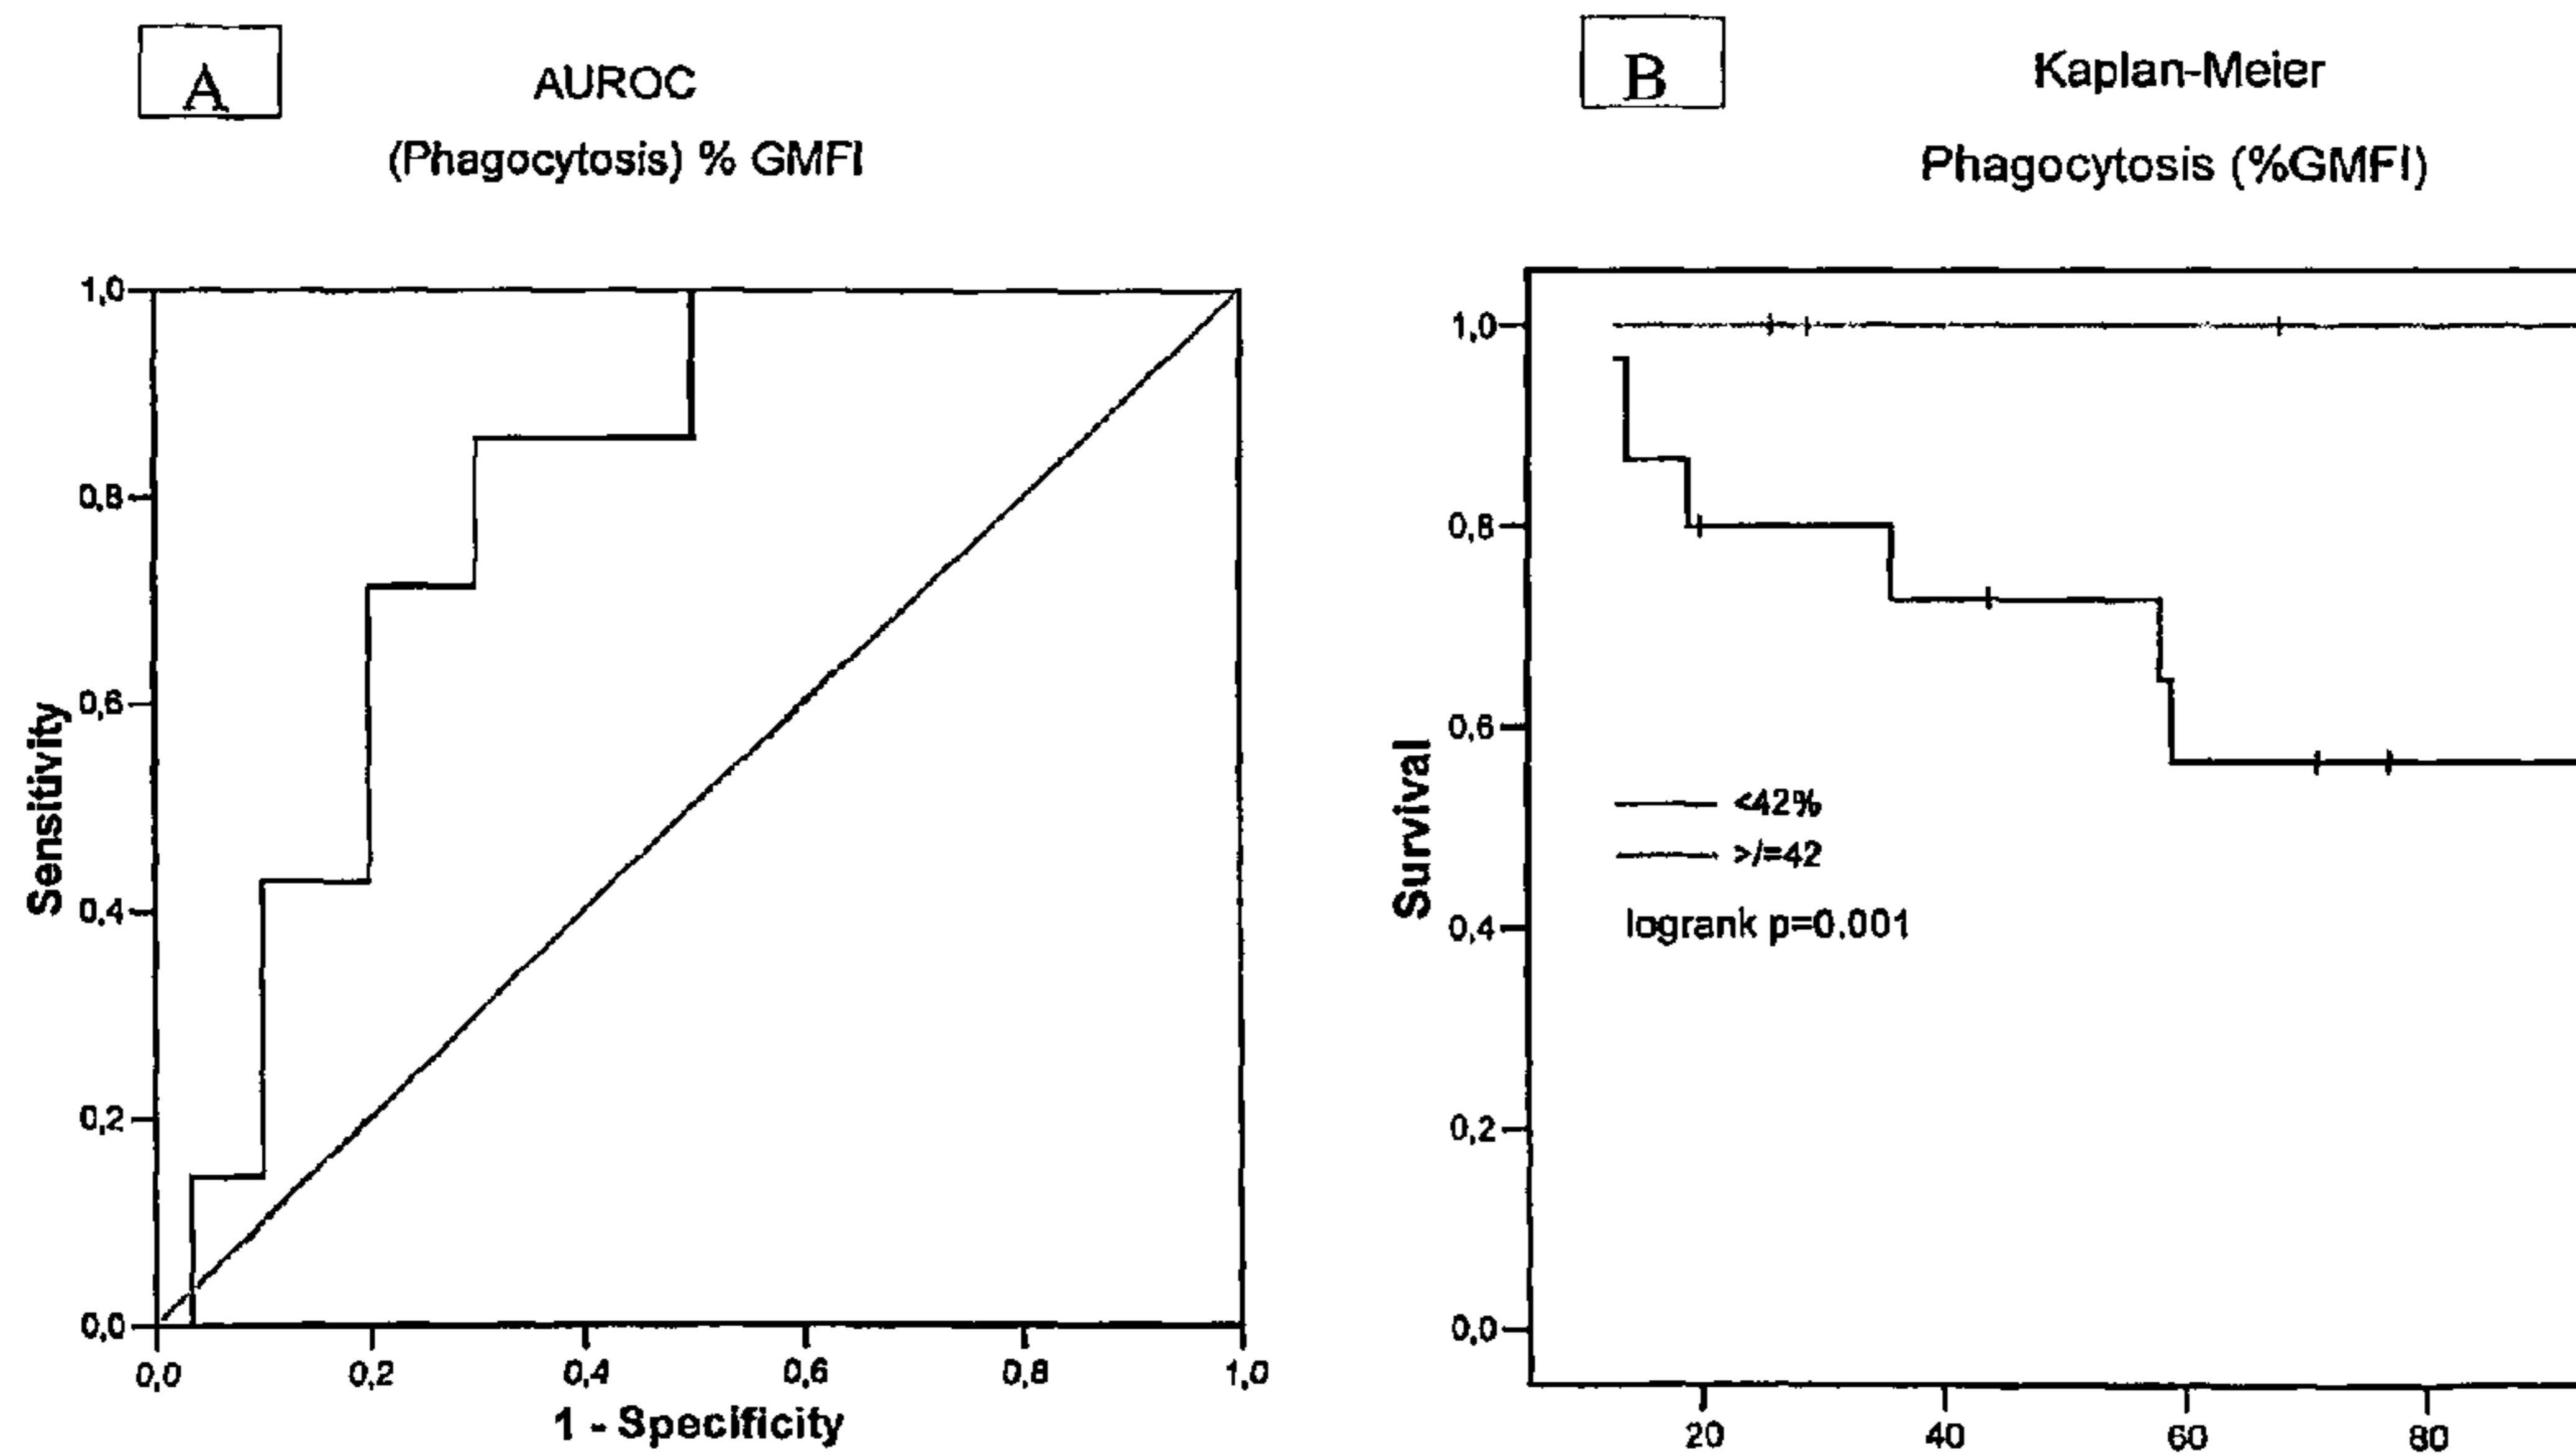 A
AUROC
(Phagocytosis) % GMFI
1,0
0,8
0,6
0,4
0,2
0,0
Sensitivity
0,0 0,2 0,4 0,6 0,8 1,0
1 - Specificity
B
Kaplan-Meier
Phagocytosis (%GMFI)
1,0
0,8
0,6
0,4
0,2
0,0
Survival
<42%
>/=42
logrank p=0.001
20 40 60 80